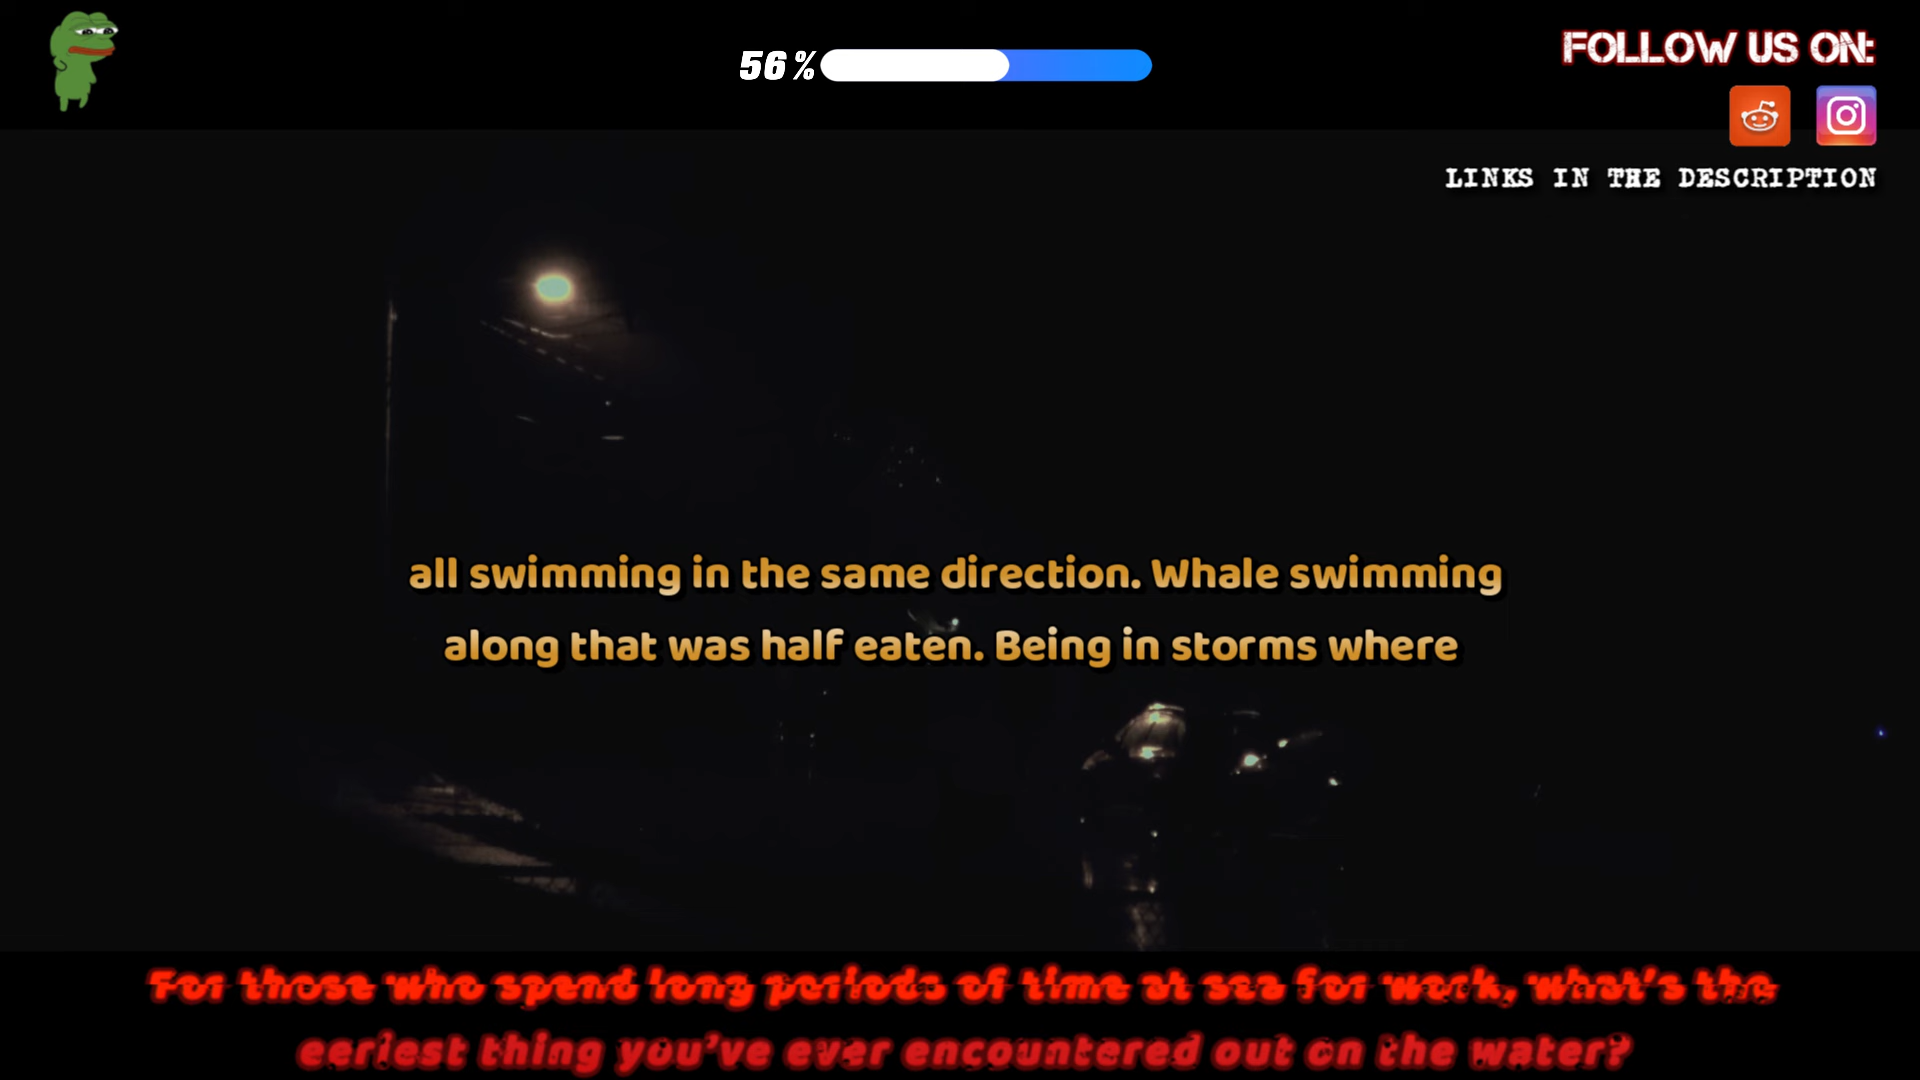 56%
FOLLOW US ON:
LINKS IN THE DESCRIPTION
all swimming in the same direction. Whale swimming
along that was half eaten. Being in storms where
For those who spend long periods of time at sea for work, what's the
eeriest thing you've ever encountered out on the water?